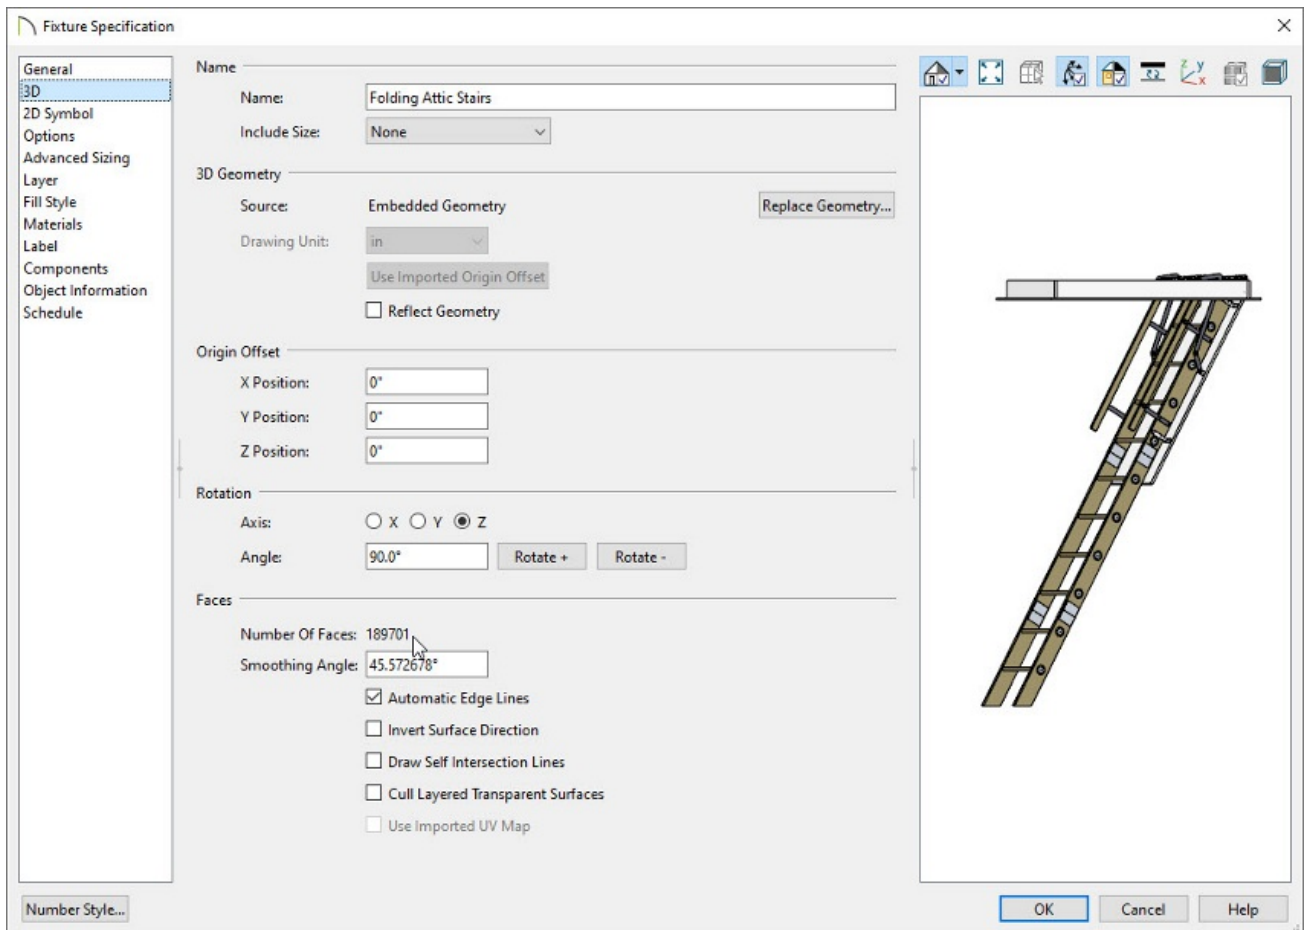 Fixture Specification
General
3D
2D Symbol
Options
Advanced Sizing
Layer
Fill Style
Materials
Label
Components
Object Information
Schedule
Name
Name: Folding Attic Stairs
Include Size: None
3D Geometry
Source: Embedded Geometry Replace Geometry...
Drawing Unit: in
Use Imported Origin Offset
Reflect Geometry
Origin Offset
X Position: 0"
Y Position: 0"
Z Position: 0"
Rotation
Axis: X Y Z
Angle: 90.0° Rotate + Rotate -
Faces
Number Of Faces: 189701
Smoothing Angle: 45.572678°
Automatic Edge Lines
Invert Surface Direction
Draw Self Intersection Lines
Cull Layered Transparent Surfaces
Use Imported UV Map
z y x
Number Style... OK Cancel Help